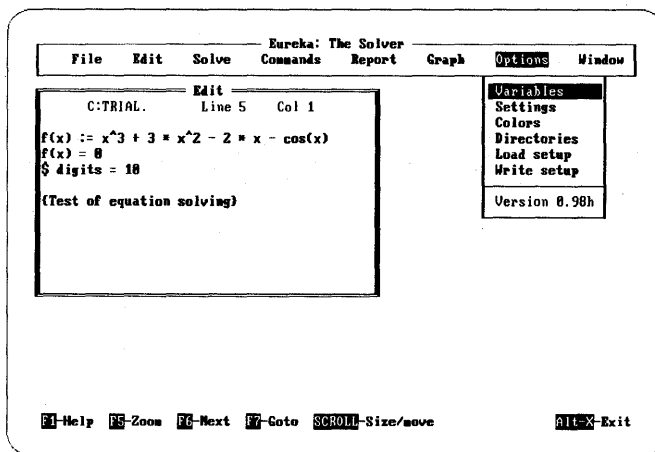 Eureka: The Solver
File Edit Solve Commands Report Graph Options Window
Edit
C:TRIAL. Line 5 Col 1
f(x) := x^3 + 3 * x^2 - 2 * x - cos(x)
f(x) = 0
$ digits = 10
{Test of equation solving}
Variables
Settings
Colors
Directories
Load setup
Write setup
Version 0.98h
F1-Help F5-Zoom F6-Next F7-Goto SCROLL-Size/move Alt-X-Exit